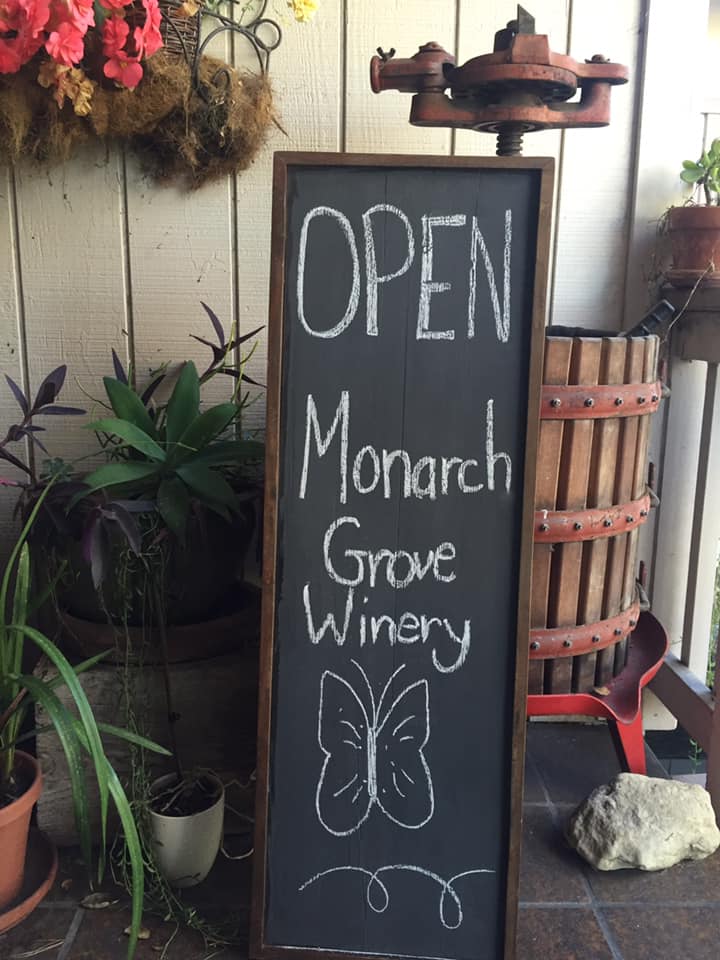 OPEN
Monarch
Grove
Winery